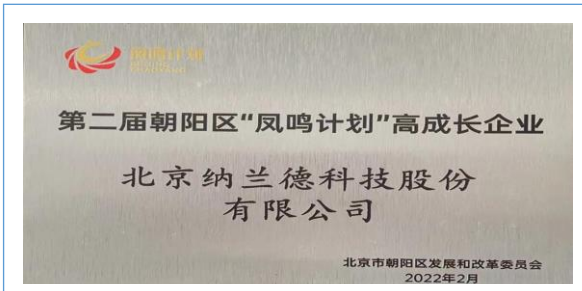 凤鸣计划
第二届朝阳区“凤鸣计划”高成长企业
北京纳兰德科技股份
有限公司
北京市朝阳区发展和改革委员会
2022年2月